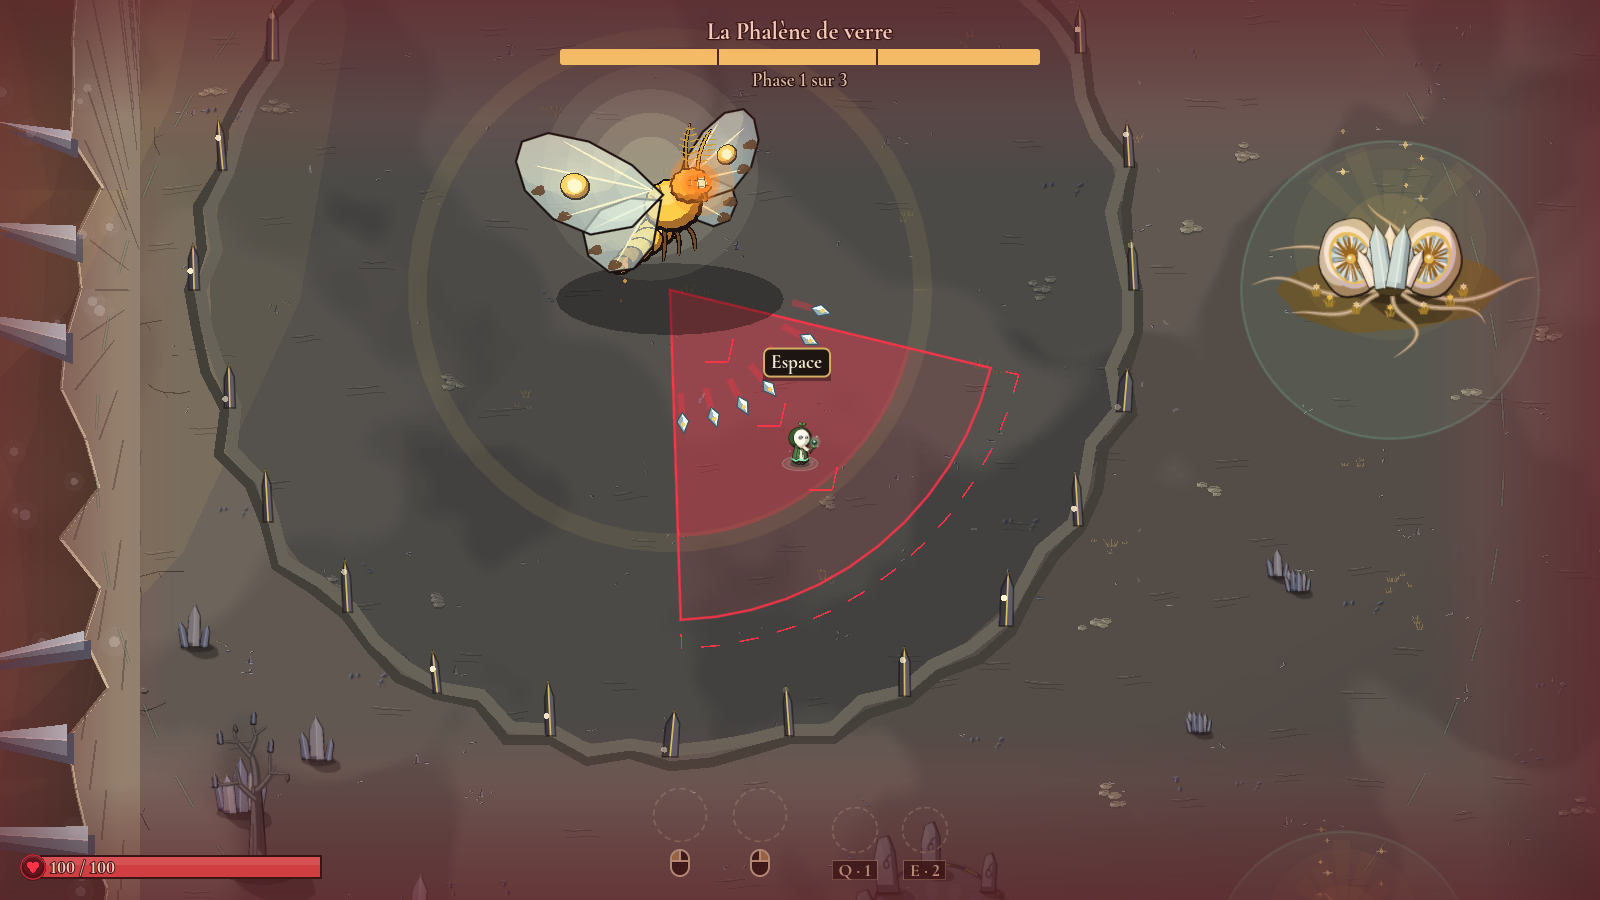 La Phalène de verre
Phase 1 sur 3
Espace
100 / 100
Q · 1
E · 2